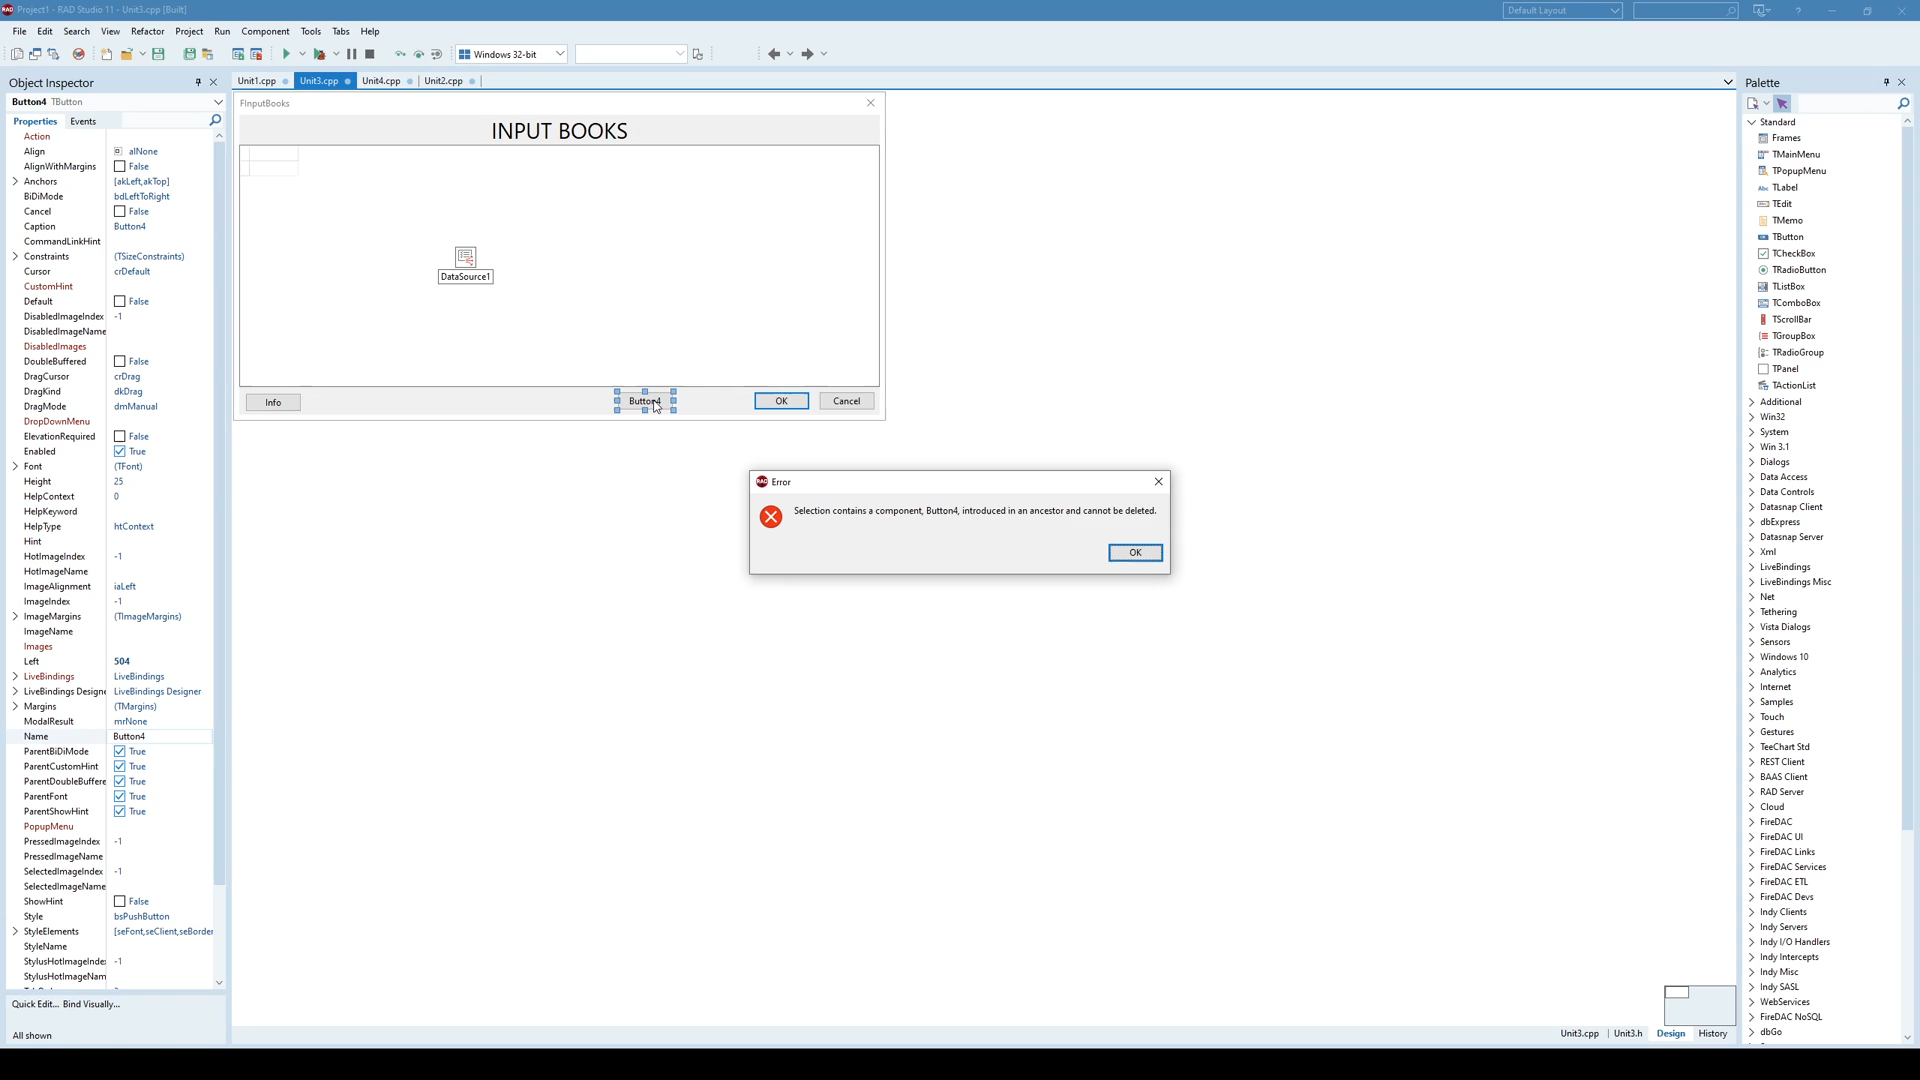 Project1 - RAD Studio 11 - Unit3.cpp [Built]
Default Layout
File Edit Search View Refactor Project Run Component Tools Tabs Help
Windows 32-bit
Object Inspector
Button4 TButton
Properties Events
Action
Align alNone
AlignWithMargins False
Anchors [akLeft,akTop]
BiDiMode bdLeftToRight
Cancel False
Caption Button4
CommandLinkHint
Constraints (TSizeConstraints)
Cursor crDefault
CustomHint
Default False
DisabledImageIndex -1
DisabledImageName
DisabledImages
DoubleBuffered False
DragCursor crDrag
DragKind dkDrag
DragMode dmManual
DropDownMenu
ElevationRequired False
Enabled True
Font (TFont)
Height 25
HelpContext 0
HelpKeyword
HelpType htContext
Hint
HotImageIndex -1
HotImageName
ImageAlignment iaLeft
ImageIndex -1
ImageMargins (TImageMargins)
ImageName
Images
Left 504
LiveBindings LiveBindings
LiveBindings Designe LiveBindings Designer
Margins (TMargins)
ModalResult mrNone
Name Button4
ParentBiDiMode True
ParentCustomHint True
ParentDoubleBuffere True
ParentFont True
ParentShowHint True
PopupMenu
PressedImageIndex -1
PressedImageName
SelectedImageIndex -1
SelectedImageName
ShowHint False
Style bsPushButton
StyleElements [seFont,seClient,seBorder
StyleName
StylusHotImageInde -1
StylusHotImageNam
Quick Edit... Bind Visually...
All shown
Unit1.cpp Unit3.cpp Unit4.cpp Unit2.cpp
FInputBooks
INPUT BOOKS
DataSource1
Info Button4 OK Cancel
Error
Selection contains a component, Button4, introduced in an ancestor and cannot be deleted.
OK
Unit3.cpp Unit3.h Design History
Palette
Standard
Frames
TMainMenu
TPopupMenu
TLabel
TEdit
TMemo
TButton
TCheckBox
TRadioButton
TListBox
TComboBox
TScrollBar
TGroupBox
TRadioGroup
TPanel
TActionList
Additional
Win32
System
Win 3.1
Dialogs
Data Access
Data Controls
Datasnap Client
dbExpress
Datasnap Server
Xml
LiveBindings
LiveBindings Misc
Net
Tethering
Vista Dialogs
Sensors
Windows 10
Analytics
Internet
Samples
Touch
Gestures
TeeChart Std
REST Client
BAAS Client
RAD Server
Cloud
FireDAC
FireDAC UI
FireDAC Links
FireDAC Services
FireDAC ETL
FireDAC Devs
Indy Clients
Indy Servers
Indy I/O Handlers
Indy Intercepts
Indy Misc
Indy SASL
WebServices
FireDAC NoSQL
dbGo